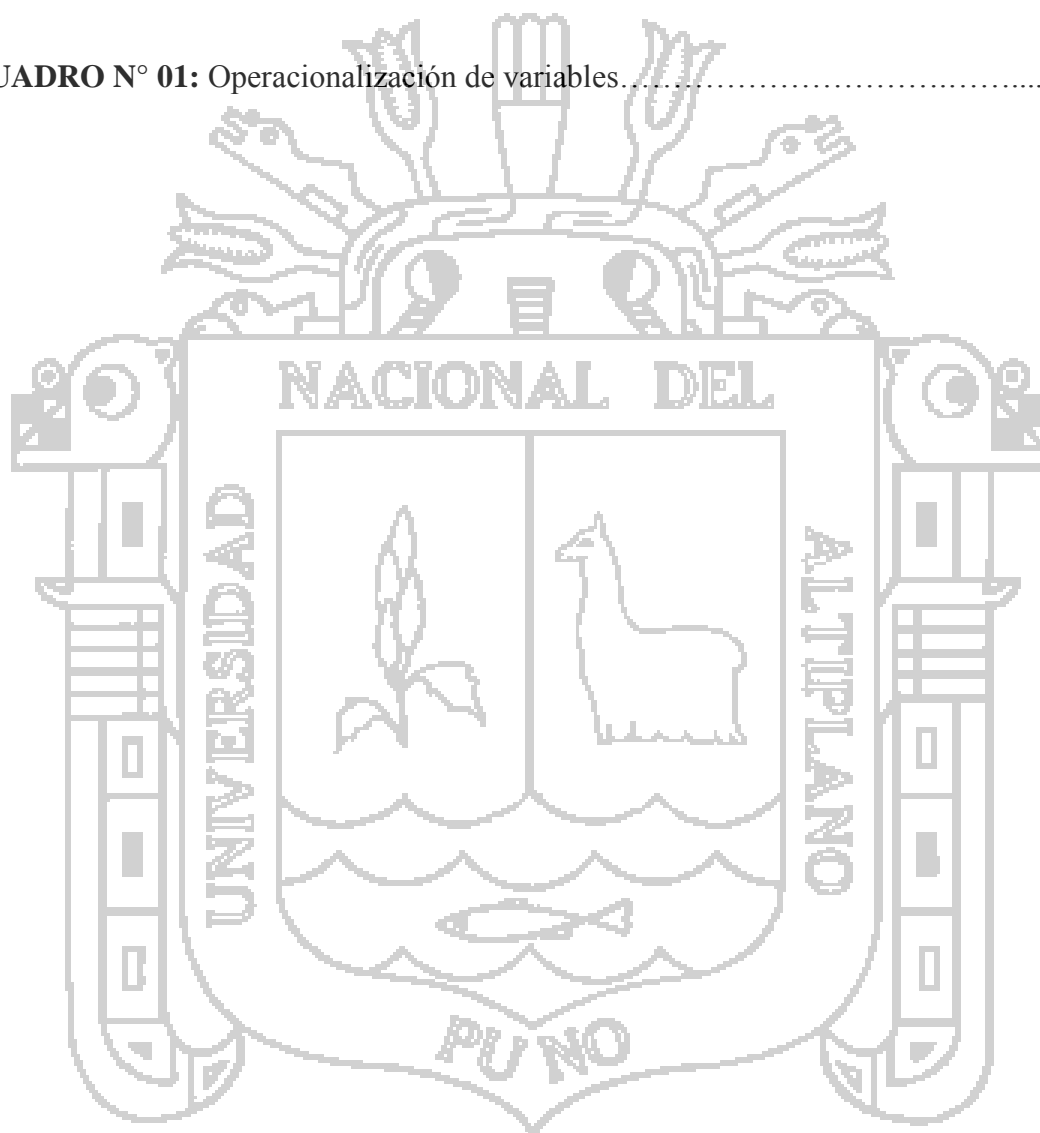 UADRO N° 01: Operacionalización de variables……………………………….……....
NACIONAL DEL
UNIVERSIDAD
ALTIPLANO
PUNO